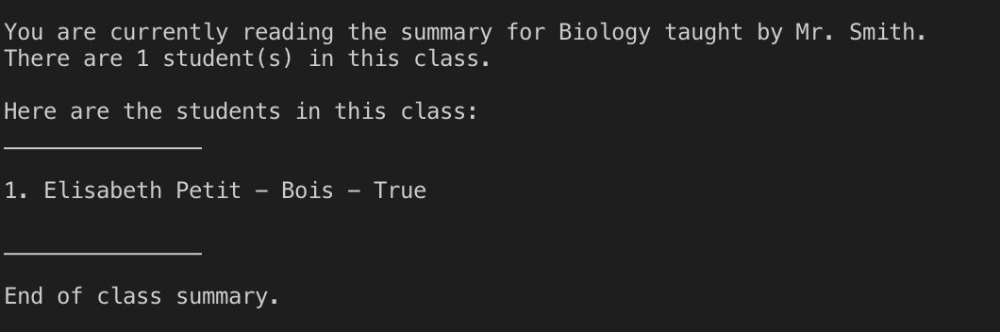 You are currently reading the summary for Biology taught by Mr. Smith.
There are 1 student(s) in this class.
Here are the students in this class:
_______________
1. Elisabeth Petit - Bois - True
_______________
End of class summary.